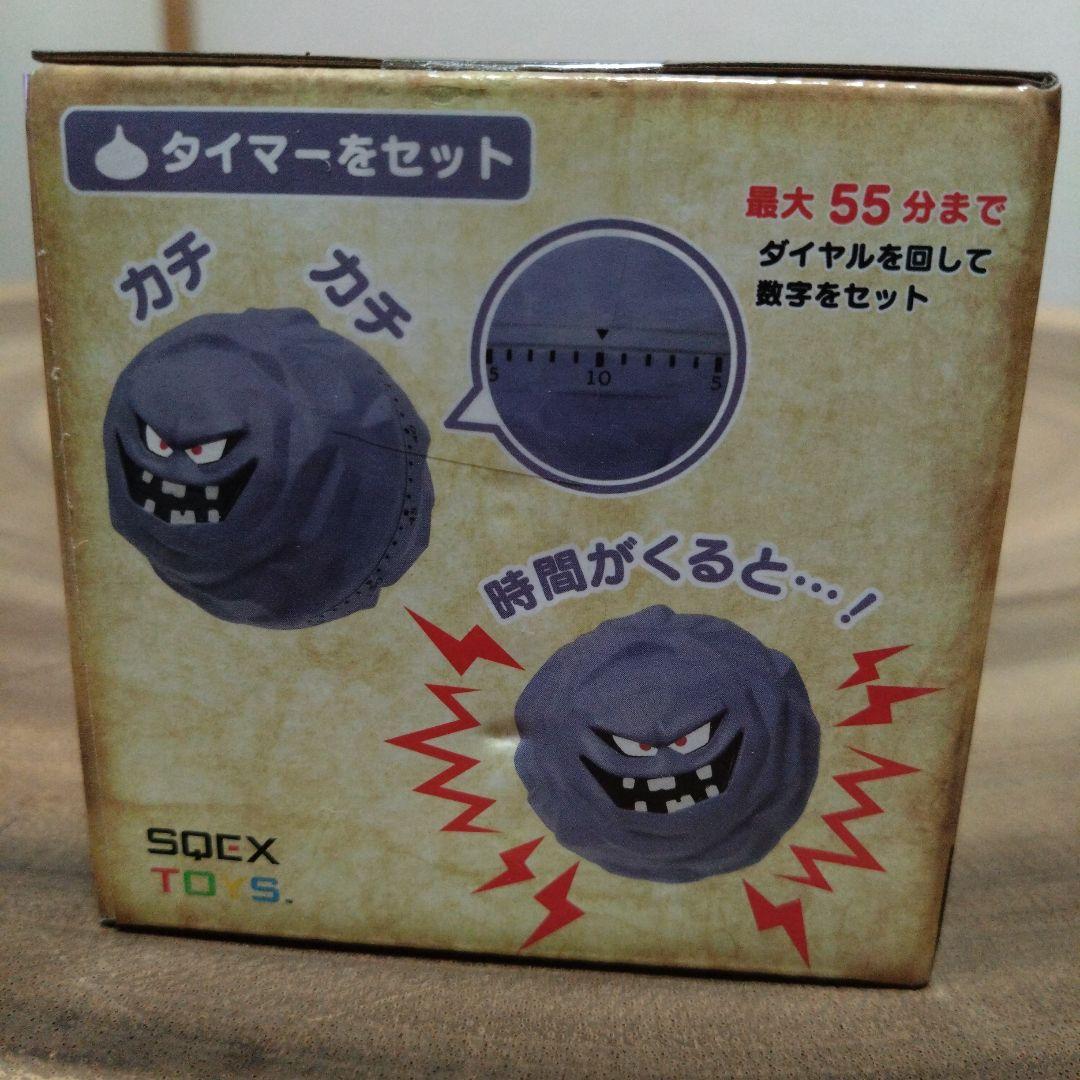 タイマーをセット
最大 55 分まで
ダイヤルを回して
数字をセット
カチ
カチ
5 10 5
時間がくると…!
SQEX
TOYS™